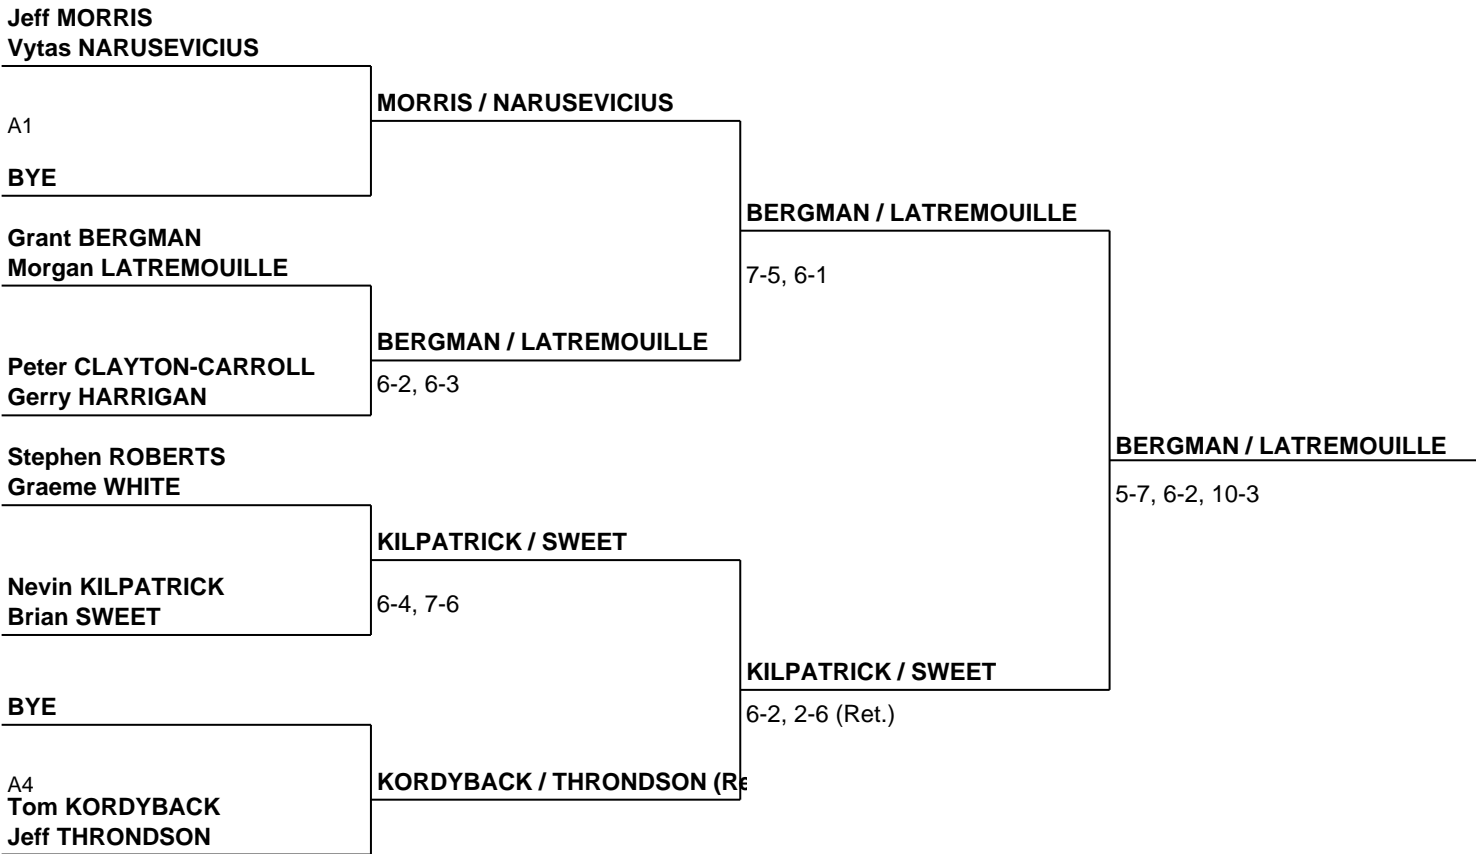 Jeff MORRIS
Vytas NARUSEVICIUS
MORRIS / NARUSEVICIUS
A1
BYE
BERGMAN / LATREMOUILLE
Grant BERGMAN
Morgan LATREMOUILLE
7-5, 6-1
BERGMAN / LATREMOUILLE
Peter CLAYTON-CARROLL
Gerry HARRIGAN
6-2, 6-3
BERGMAN / LATREMOUILLE
Stephen ROBERTS
Graeme WHITE
5-7, 6-2, 10-3
KILPATRICK / SWEET
Nevin KILPATRICK
Brian SWEET
6-4, 7-6
KILPATRICK / SWEET
BYE
6-2, 2-6 (Ret.)
KORDYBACK / THRONDSON (Re
A4
Tom KORDYBACK
Jeff THRONDSON